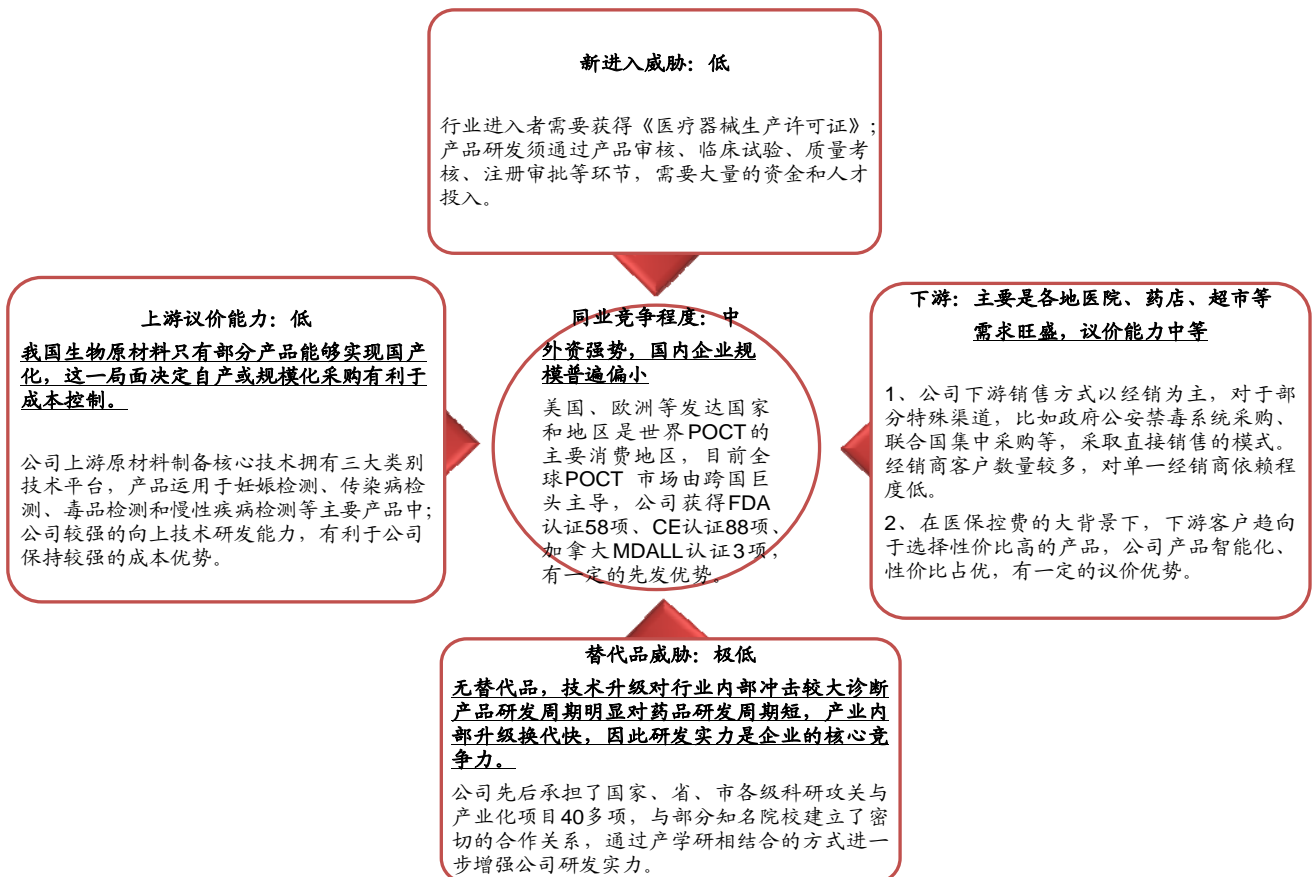 新进入威胁：低
行业进入者需要获得《医疗器械生产许可证》；
产品研发须通过产品审核、临床试验、质量考
核、注册审批等环节，需要大量的资金和人才
投入。
上游议价能力：低
我国生物原材料只有部分产品能够实现国产
化，这一局面决定自产或规模化采购有利于
成本控制。
公司上游原材料制备核心技术拥有三大类别
技术平台，产品运用于妊娠检测、传染病检
测、毒品检测和慢性疾病检测等主要产品中；
公司较强的向上技术研发能力，有利于公司
保持较强的成本优势。
同业竞争程度：中
外资强势，国内企业规
模普遍偏小
美国、欧洲等发达国家
和地区是世界POCT的
主要消费地区，目前全
球POCT 市场由跨国巨
头主导，公司获得FDA
认证58项、CE认证88项、
加拿大MDALL认证3项，
有一定的先发优势。
下游：主要是各地医院、药店、超市等
需求旺盛，议价能力中等
1、公司下游销售方式以经销为主，对于部
分特殊渠道，比如政府公安禁毒系统采购、
联合国集中采购等，采取直接销售的模式。
经销商客户数量较多，对单一经销商依赖程
度低。
2、在医保控费的大背景下，下游客户趋向
于选择性价比高的产品，公司产品智能化、
性价比占优，有一定的议价优势。
替代品威胁：极低
无替代品，技术升级对行业内部冲击较大诊断
产品研发周期明显对药品研发周期短，产业内
部升级换代快，因此研发实力是企业的核心竞
争力。
公司先后承担了国家、省、市各级科研攻关与
产业化项目40多项，与部分知名院校建立了密
切的合作关系，通过产学研相结合的方式进一
步增强公司研发实力。